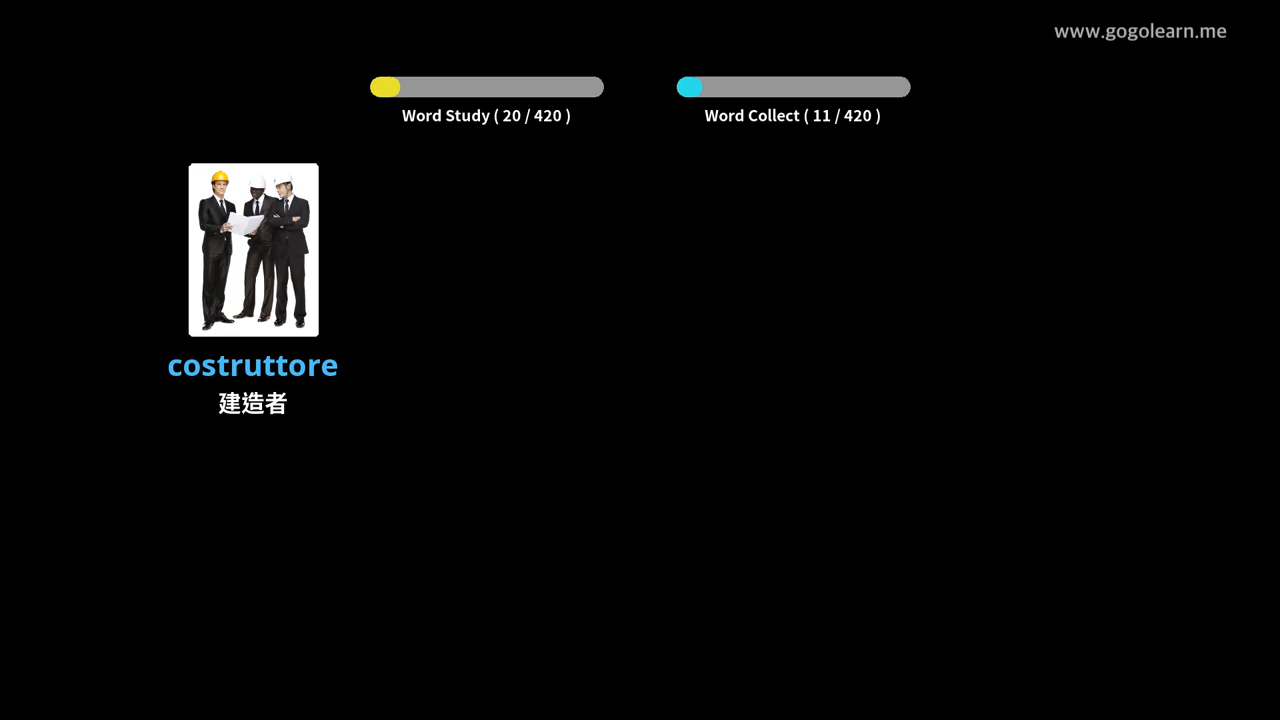 www.gogolearn.me
Word Study ( 20 / 420 )
Word Collect ( 11 / 420 )
costruttore
建造者